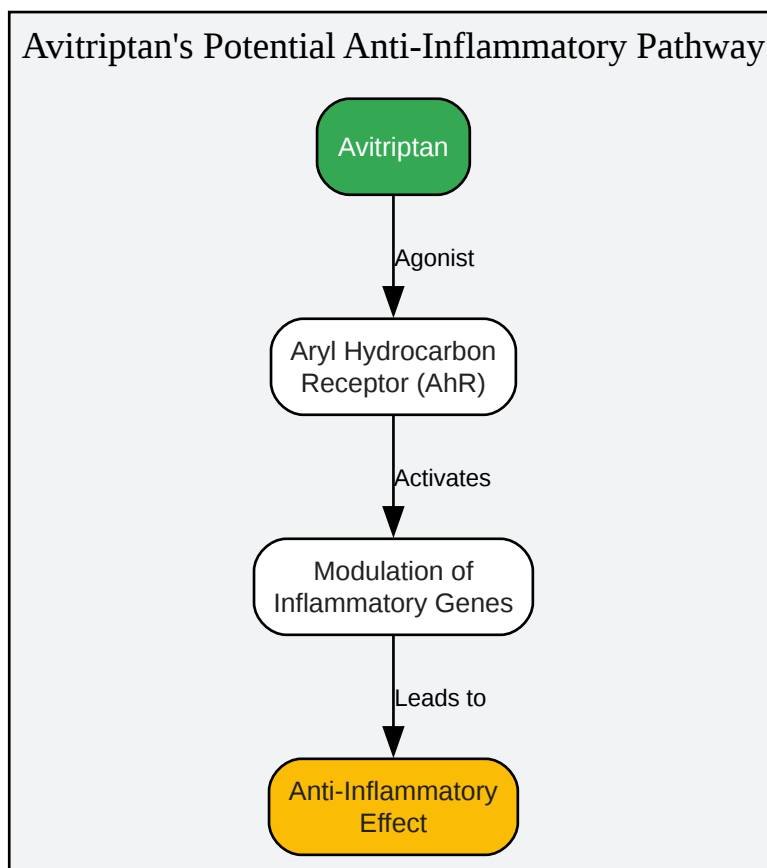 Avitriptan's Potential Anti-Inflammatory Pathway
Avitriptan
Agonist
Aryl Hydrocarbon
Receptor (AhR)
Activates
Modulation of
Inflammatory Genes
Leads to
Anti-Inflammatory
Effect